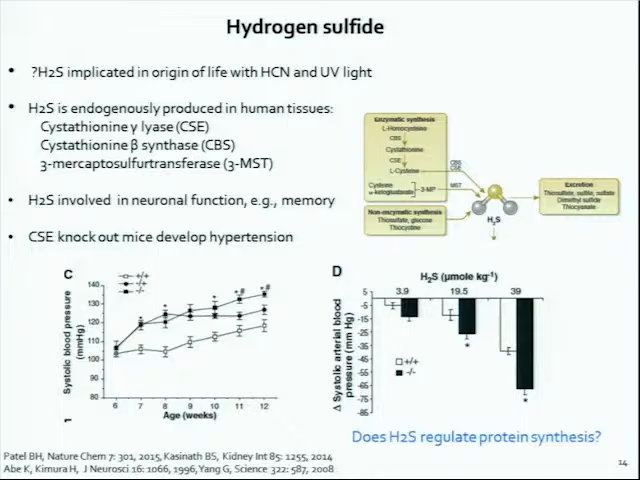 Hydrogen sulfide
• ?H2S implicated in origin of life with HCN and UV light
• H2S is endogenously produced in human tissues:
Cystathionine γ lyase (CSE)
Cystathionine β synthase (CBS)
3-mercaptosulfurtransferase (3-MST)
• H2S involved in neuronal function, e.g., memory
• CSE knock out mice develop hypertension
Enzymatic synthesis
L-Homocysteine
CBS
Cystathionine
CSE
L-Cysteine
CBS
CSE
Cysteine
α-ketoglutarate
3-MP
MST
Non-enzymatic synthesis
Thiosulfate, glucose
Thiocystine
H2S
Excretion
Thiosulfate, sulfite, sulfate
Dimethyl sulfide
Thiocyanate
C
+/+
-/+
-/-
Systolic blood pressure
(mmHg)
140
130
120
110
100
90
80
* * * *# *#
6 7 8 9 10 11 12
Age (weeks)
D
H2S (µmole kg-1)
3.9 19.5 39
Δ Systolic arterial blood
pressure (mm Hg)
5
-5
-15
-25
-35
-45
-55
-65
-75
-85
+/+
-/-
*
*
Does H2S regulate protein synthesis?
Patel BH, Nature Chem 7: 301, 2015, Kasinath BS, Kidney Int 85: 1255, 2014
Abe K, Kimura H, J Neurosci 16: 1066, 1996, Yang G, Science 322: 587, 2008
14